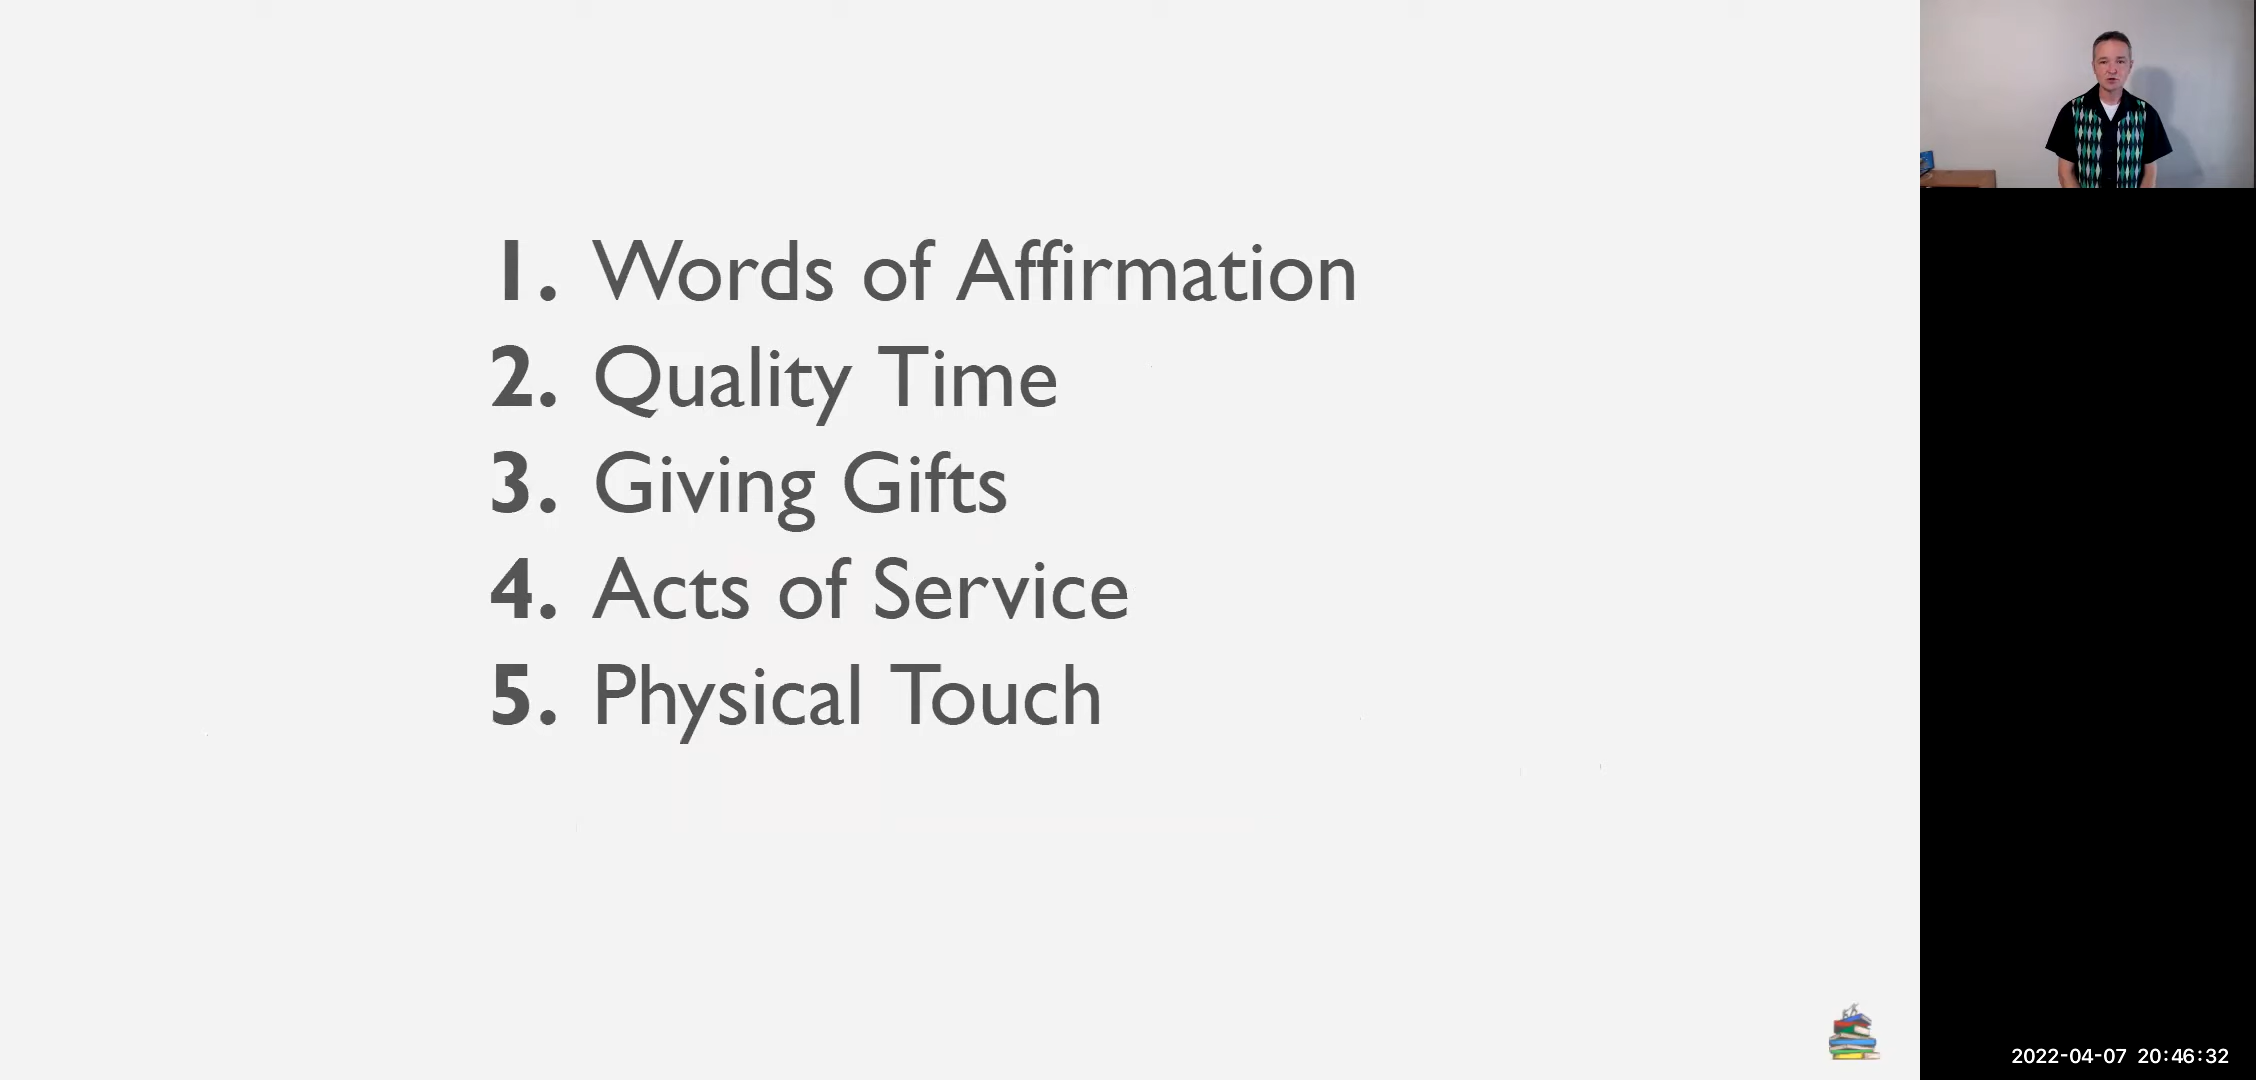 1. Words of Affirmation
2. Quality Time
3. Giving Gifts
4. Acts of Service
5. Physical Touch
2022-04-07 20:46:32